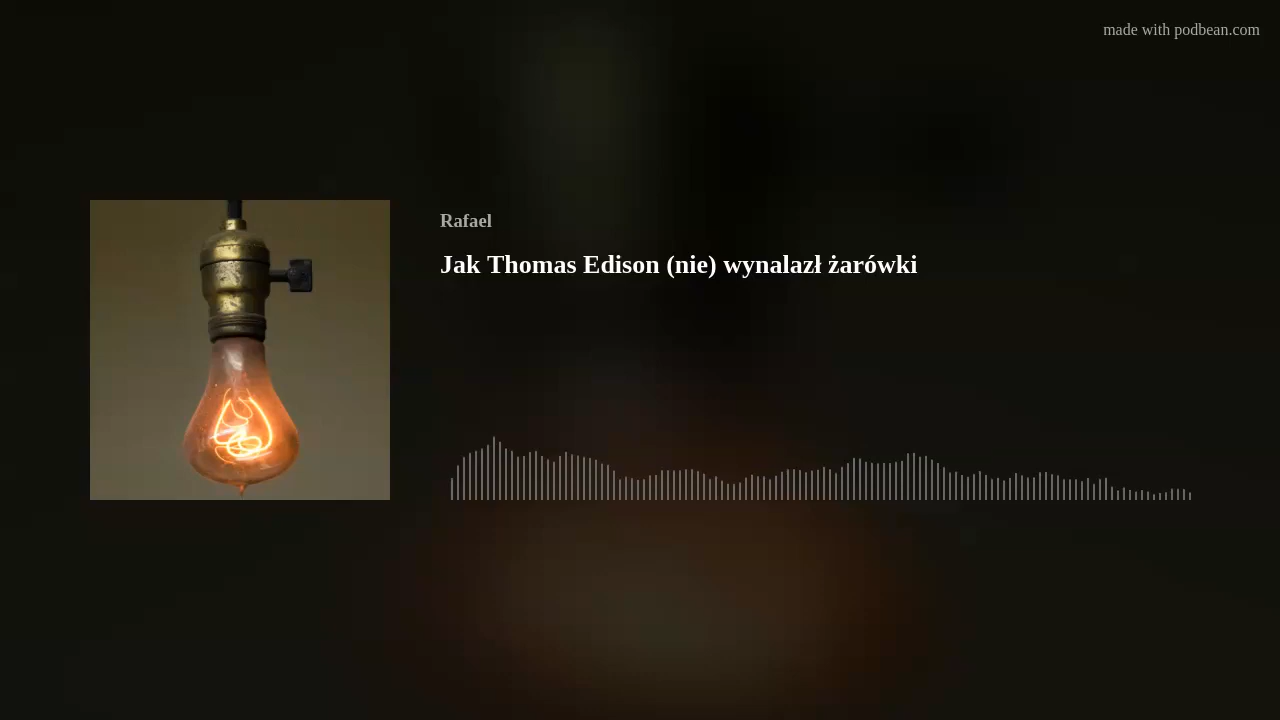 made with podbean.com
Rafael
Jak Thomas Edison (nie) wynalazł żarówki